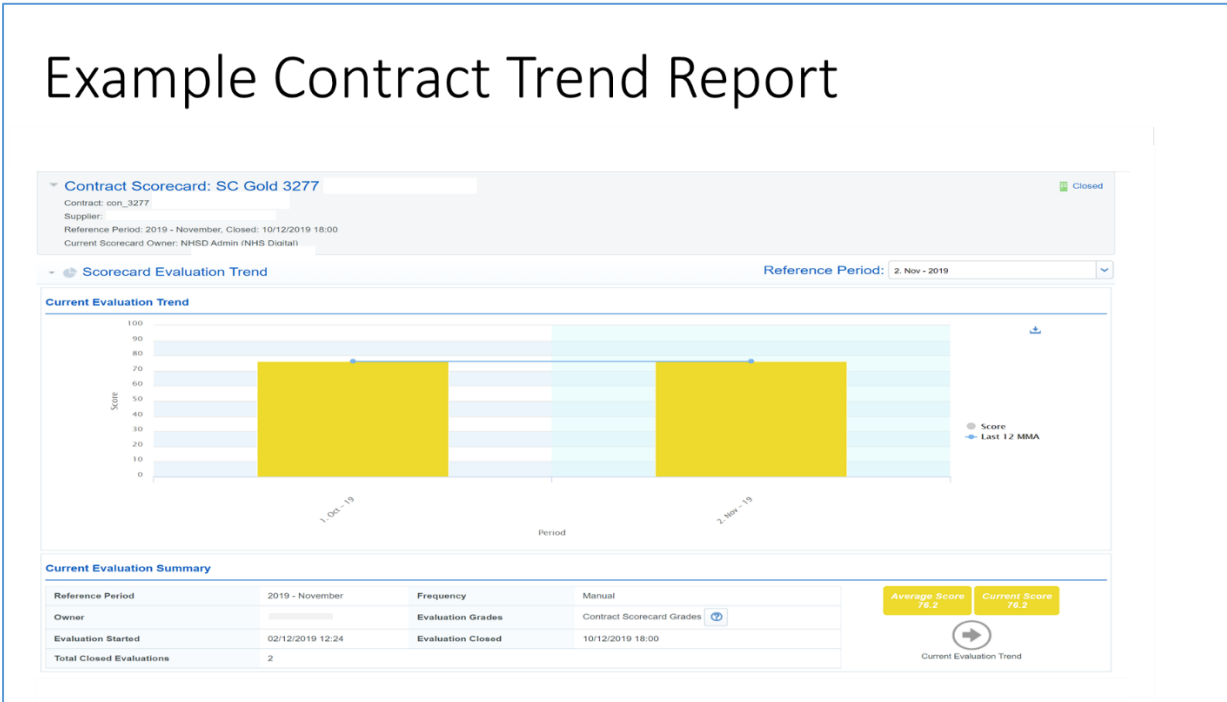 Example Contract Trend Report
Contract Scorecard: SC Gold 3277
Closed
Contract: con_3277
Supplier:
Reference Period: 2019 - November, Closed: 10/12/2019 18:00
Current Scorecard Owner: NHSD Admin (NHS Digital)
Scorecard Evaluation Trend
Reference Period: 2. Nov - 2019
Current Evaluation Trend
100
90
80
70
60
50
40
30
20
10
0
Score
1. Oct - 19
2. Nov - 19
Period
Score
Last 12 MMA
Current Evaluation Summary
Reference Period 2019 - November Frequency Manual
Owner Evaluation Grades Contract Scorecard Grades ?
Evaluation Started 02/12/2019 12:24 Evaluation Closed 10/12/2019 18:00
Total Closed Evaluations 2
Average Score
76.2
Current Score
76.2
Current Evaluation Trend